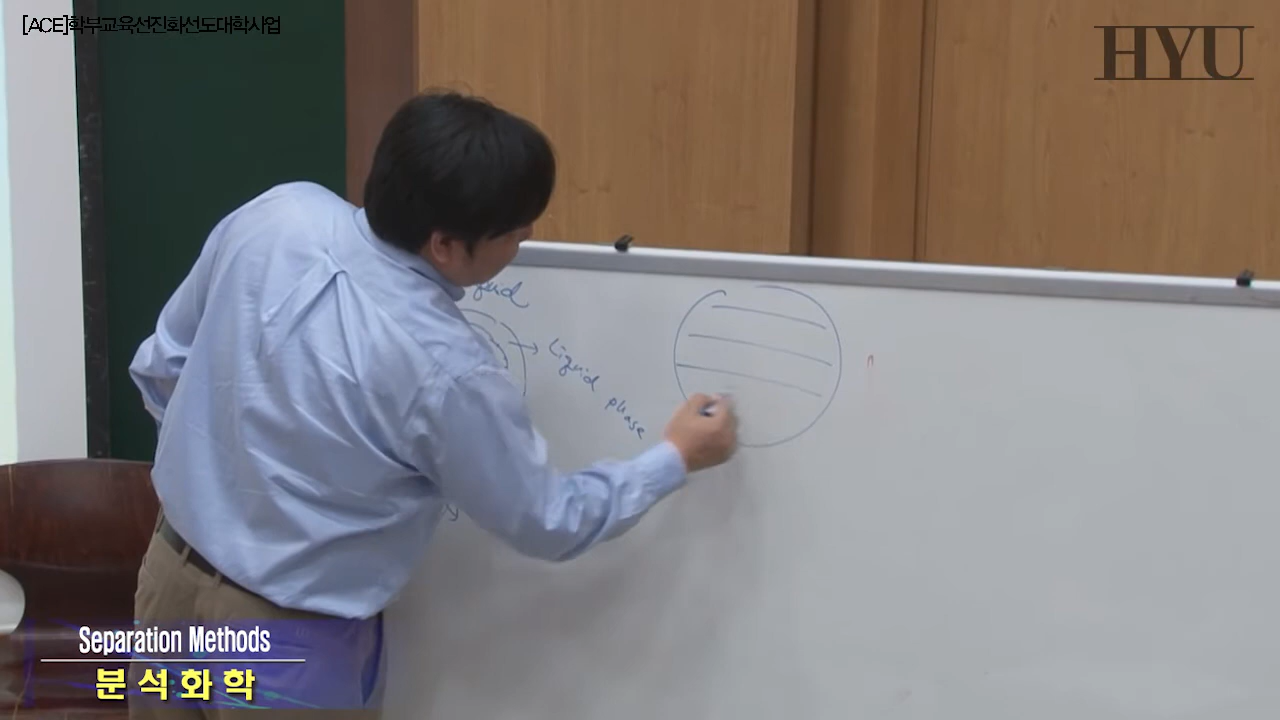 [ACE]학부교육선진화선도대학사업
HYU
Liquid phase
Separation Methods
분석화학